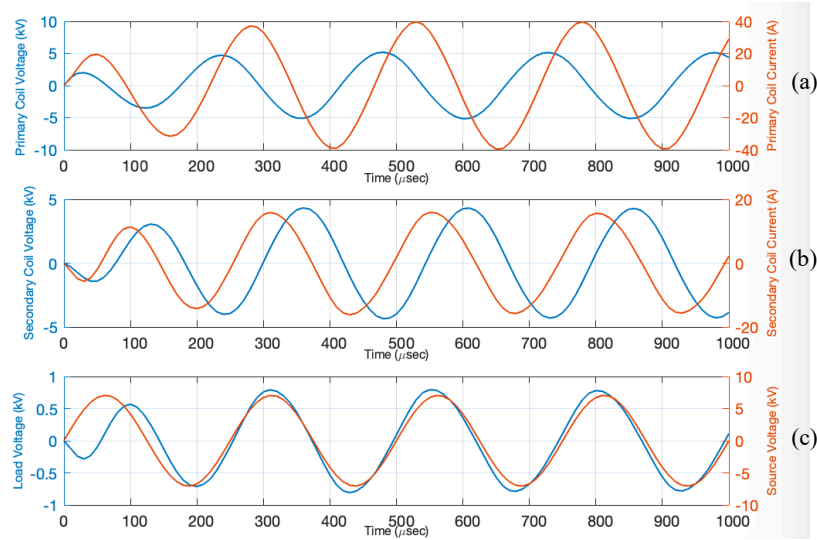 Primary Coil Voltage (kV)
10
5
0
-5
-10
40
20
0
-20
-40
Primary Coil Current (A)
(a)
0 100 200 300 400 500 600 700 800 900 1000
Time (μsec)
Secondary Coil Voltage (kV)
5
0
-5
20
0
-20
Secondary Coil Current (A)
(b)
0 100 200 300 400 500 600 700 800 900 1000
Time (μsec)
Load Voltage (kV)
1
0.5
0
-0.5
-1
10
5
0
-5
-10
Source Voltage (kV)
(c)
0 100 200 300 400 500 600 700 800 900 1000
Time (μsec)